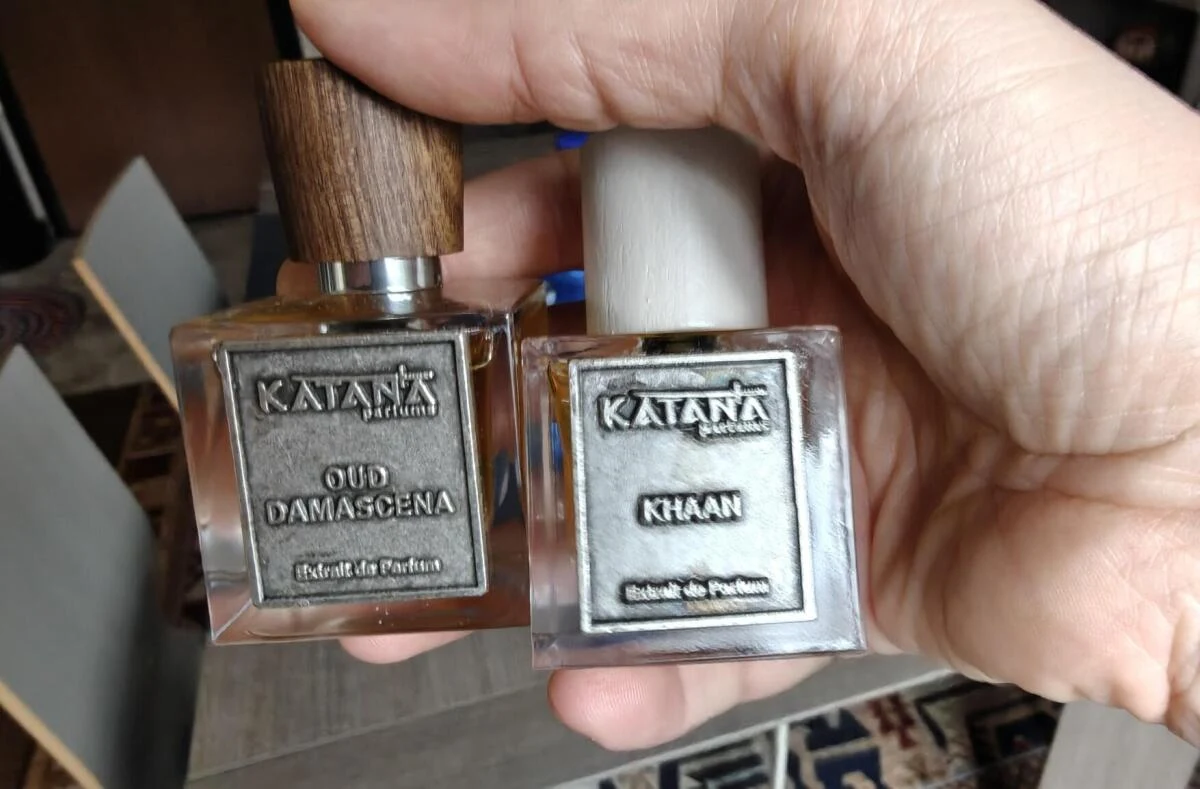 KATANA
parfums
OUD
DAMASCENA
Extrait de Parfum
KATANA
parfums
KHAAN
Extrait de Parfum